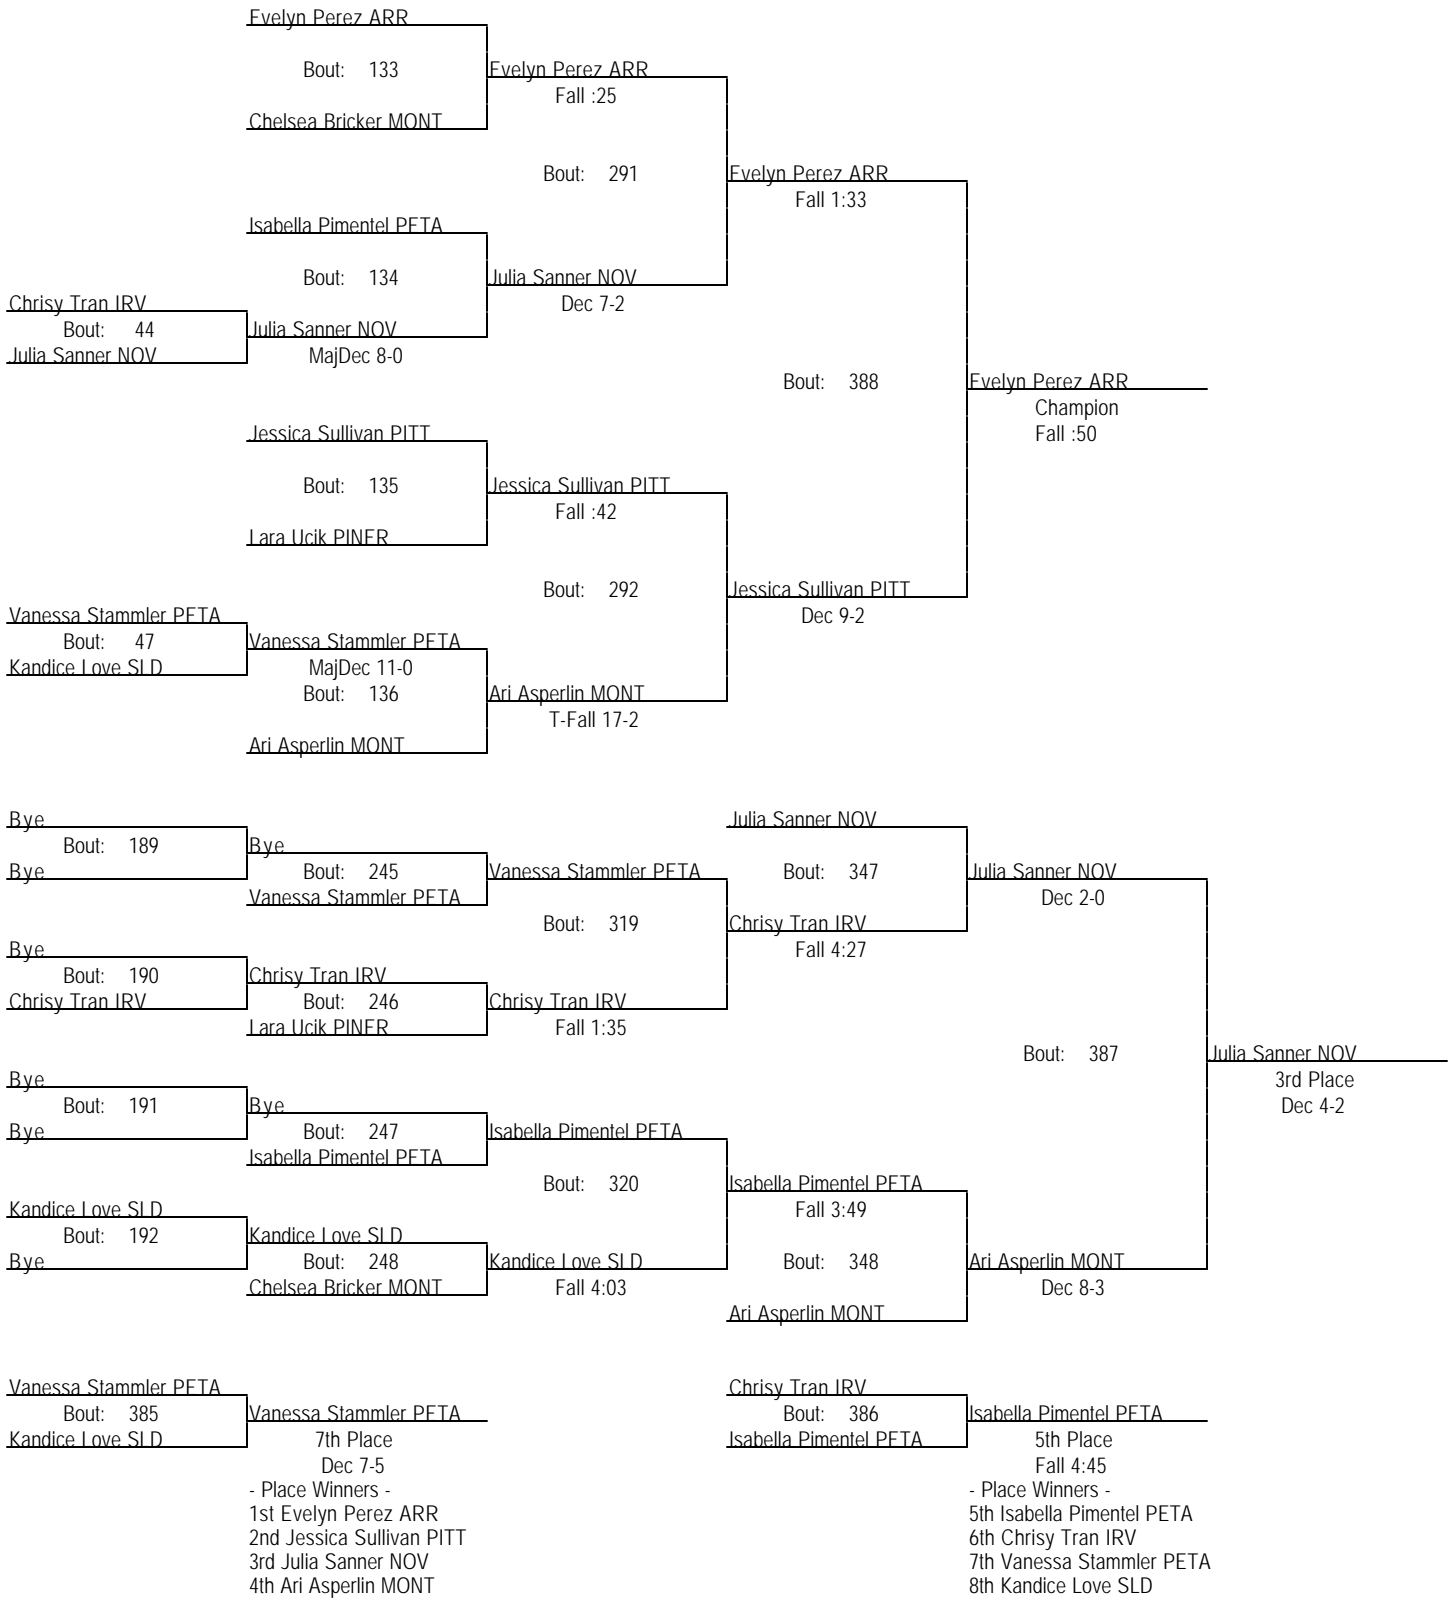 Evelyn Perez ARR
Bout: 133
Evelyn Perez ARR
Fall :25
Chelsea Bricker MONT
Bout: 291
Evelyn Perez ARR
Fall 1:33
Isabella Pimentel PETA
Bout: 134
Julia Sanner NOV
Dec 7-2
Chrisy Tran IRV
Bout: 44
Julia Sanner NOV
Julia Sanner NOV
MajDec 8-0
Bout: 388
Evelyn Perez ARR
Champion
Fall :50
Jessica Sullivan PITT
Bout: 135
Jessica Sullivan PITT
Fall :42
Lara Ucik PINER
Bout: 292
Jessica Sullivan PITT
Dec 9-2
Vanessa Stammler PETA
Bout: 47
Kandice Love SLD
Vanessa Stammler PETA
MajDec 11-0
Bout: 136
Ari Asperlin MONT
T-Fall 17-2
Ari Asperlin MONT
Bye
Bout: 189
Bye
Bye
Bout: 245
Vanessa Stammler PETA
Vanessa Stammler PETA
Julia Sanner NOV
Bout: 347
Julia Sanner NOV
Dec 2-0
Bout: 319
Chrisy Tran IRV
Fall 4:27
Bye
Bout: 190
Chrisy Tran IRV
Chrisy Tran IRV
Bout: 246
Lara Ucik PINER
Chrisy Tran IRV
Fall 1:35
Bout: 387
Julia Sanner NOV
3rd Place
Dec 4-2
Bye
Bout: 191
Bye
Bye
Bout: 247
Isabella Pimentel PETA
Isabella Pimentel PETA
Bout: 320
Isabella Pimentel PETA
Fall 3:49
Kandice Love SLD
Bout: 192
Bye
Kandice Love SLD
Bout: 248
Chelsea Bricker MONT
Kandice Love SLD
Fall 4:03
Bout: 348
Ari Asperlin MONT
Dec 8-3
Ari Asperlin MONT
Vanessa Stammler PETA
Bout: 385
Kandice Love SLD
Vanessa Stammler PETA
7th Place
Dec 7-5
Chrisy Tran IRV
Bout: 386
Isabella Pimentel PETA
Isabella Pimentel PETA
5th Place
Fall 4:45
- Place Winners -
1st Evelyn Perez ARR
2nd Jessica Sullivan PITT
3rd Julia Sanner NOV
4th Ari Asperlin MONT
- Place Winners -
5th Isabella Pimentel PETA
6th Chrisy Tran IRV
7th Vanessa Stammler PETA
8th Kandice Love SLD